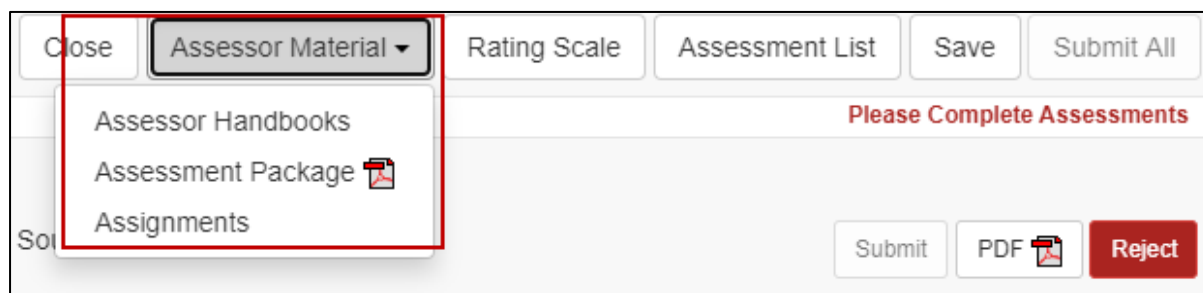 Close Assessor Material Rating Scale Assessment List Save Submit All
Please Complete Assessments
Assessor Handbooks
Assessment Package
Assignments
Submit PDF Reject